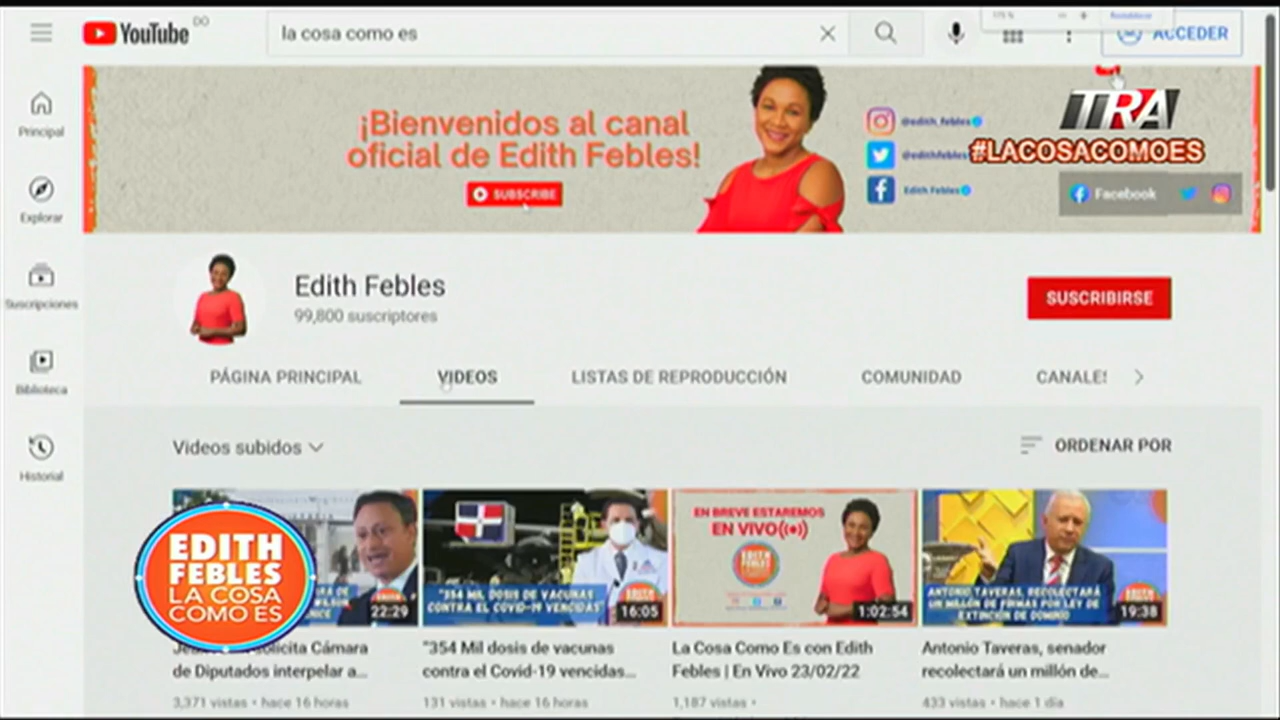 YouTube DO
la cosa como es
ACCEDER
Principal
Explorar
Suscripciones
Biblioteca
Historial
¡Bienvenidos al canal
oficial de Edith Febles!
SUBSCRIBE
@edith_febles
@edithfebles
Edith Febles
TRA
#LACOSACOMOES
Facebook
Edith Febles
99,800 suscriptores
SUSCRIBIRSE
PÁGINA PRINCIPAL
VIDEOS
LISTAS DE REPRODUCCIÓN
COMUNIDAD
CANALES
Videos subidos
ORDENAR POR
EDITH
FEBLES
LA COSA
COMO ES
22:29
"354 MIL DOSIS DE VACUNAS
CONTRA EL COVID-19 VENCIDAS"
16:05
EN BREVE ESTAREMOS
EN VIVO
EDITH
FEBLES
1:02:54
ANTONIO TAVERAS, RECOLECTARÁ
UN MILLÓN DE FIRMAS POR LEY DE
EXTINCIÓN DE DOMINIO
19:38
solicita Cámara
de Diputados interpelar a...
3,371 vistas • hace 16 horas
"354 Mil dosis de vacunas
contra el Covid-19 vencidas...
131 vistas • hace 16 horas
La Cosa Como Es con Edith
Febles | En Vivo 23/02/22
1,187 vistas •
Antonio Taveras, senador
recolectará un millón de...
433 vistas • hace 1 día